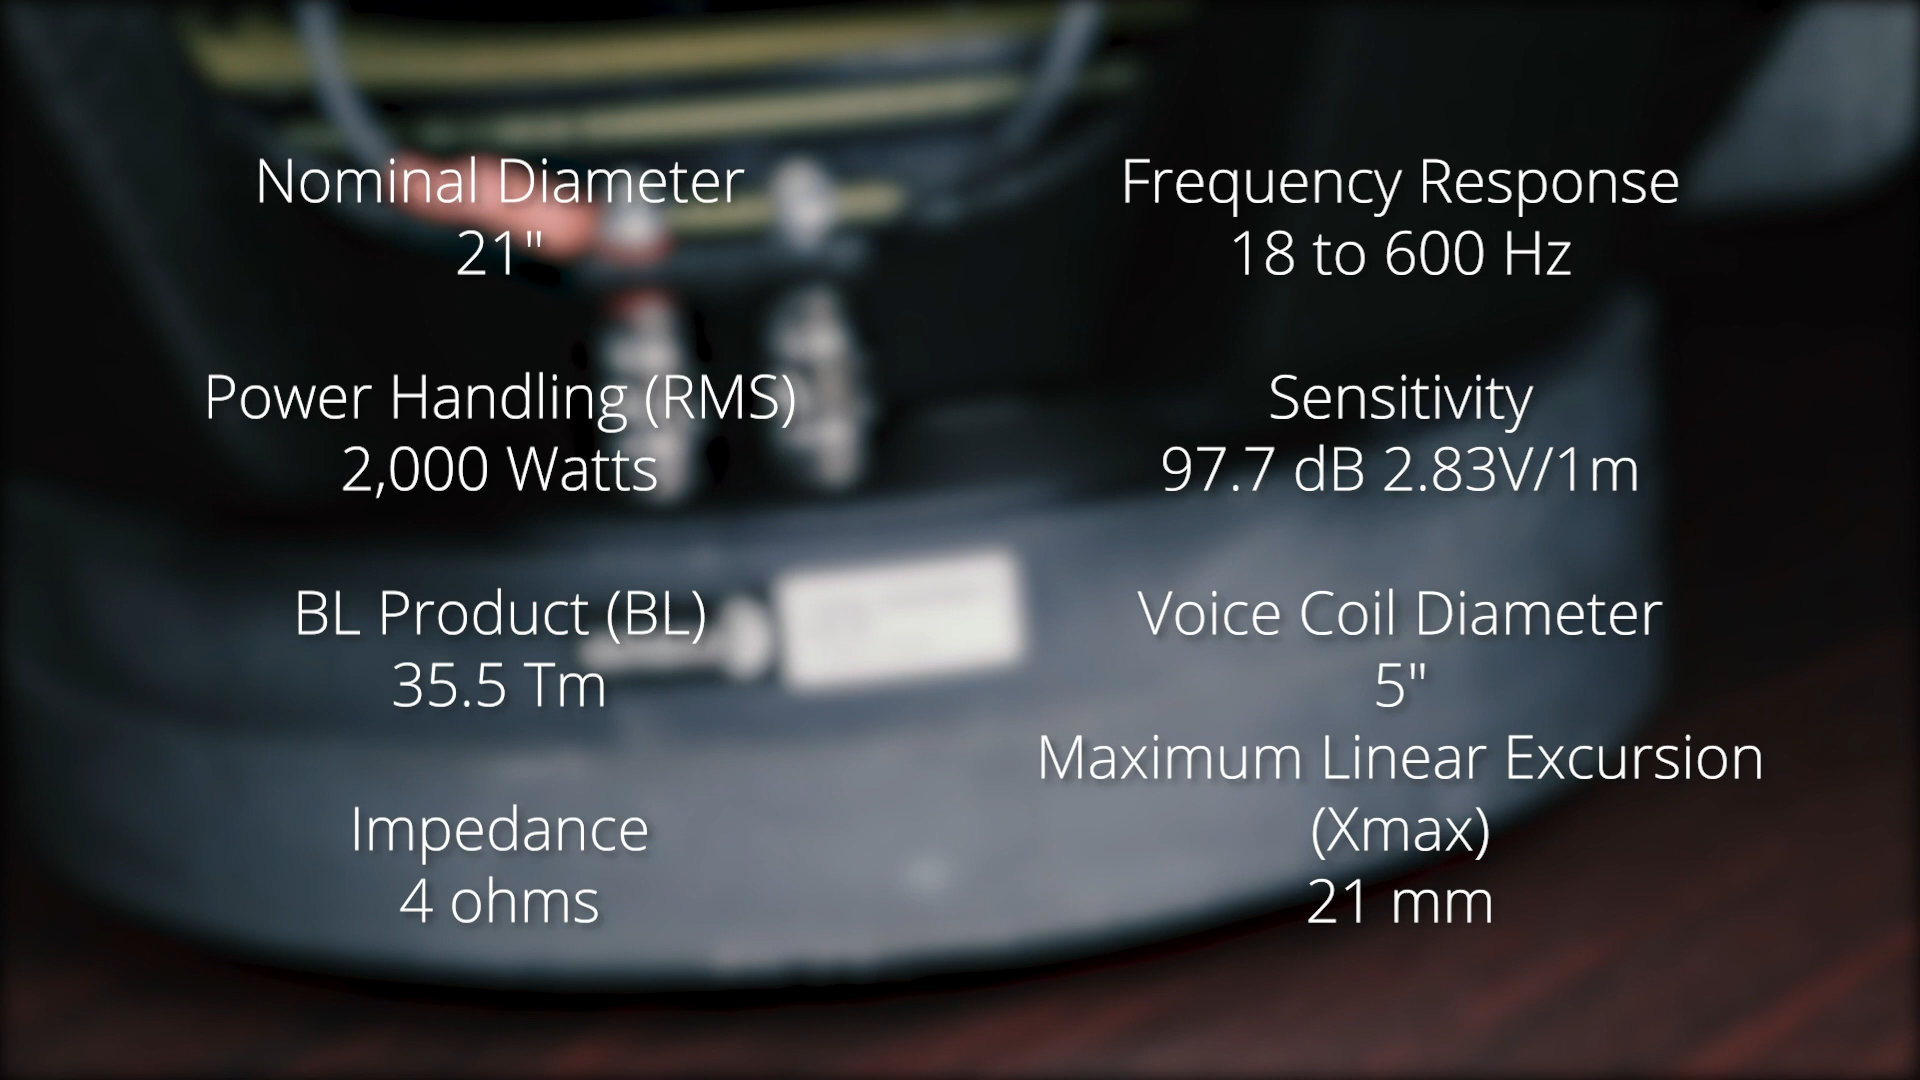 Nominal Diameter
21"
Power Handling (RMS)
2,000 Watts
BL Product (BL)
35.5 Tm
Impedance
4 ohms
Frequency Response
18 to 600 Hz
Sensitivity
97.7 dB 2.83V/1m
Voice Coil Diameter
5"
Maximum Linear Excursion
(Xmax)
21 mm